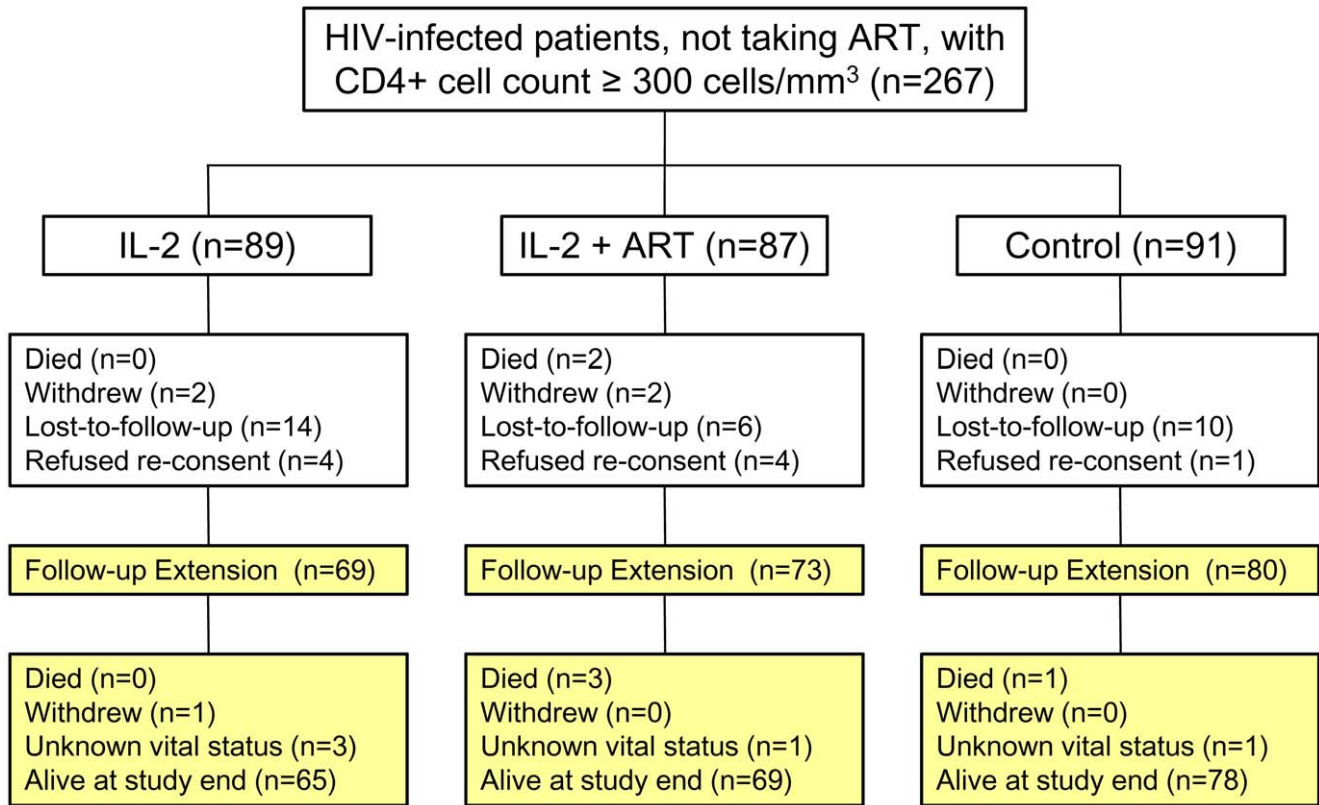 HIV-infected patients, not taking ART, with
CD4+ cell count ≥ 300 cells/mm³ (n=267)
IL-2 (n=89)
IL-2 + ART (n=87)
Control (n=91)
Died (n=0)
Withdrew (n=2)
Lost-to-follow-up (n=14)
Refused re-consent (n=4)
Died (n=2)
Withdrew (n=2)
Lost-to-follow-up (n=6)
Refused re-consent (n=4)
Died (n=0)
Withdrew (n=0)
Lost-to-follow-up (n=10)
Refused re-consent (n=1)
Follow-up Extension (n=69)
Follow-up Extension (n=73)
Follow-up Extension (n=80)
Died (n=0)
Withdrew (n=1)
Unknown vital status (n=3)
Alive at study end (n=65)
Died (n=3)
Withdrew (n=0)
Unknown vital status (n=1)
Alive at study end (n=69)
Died (n=1)
Withdrew (n=0)
Unknown vital status (n=1)
Alive at study end (n=78)